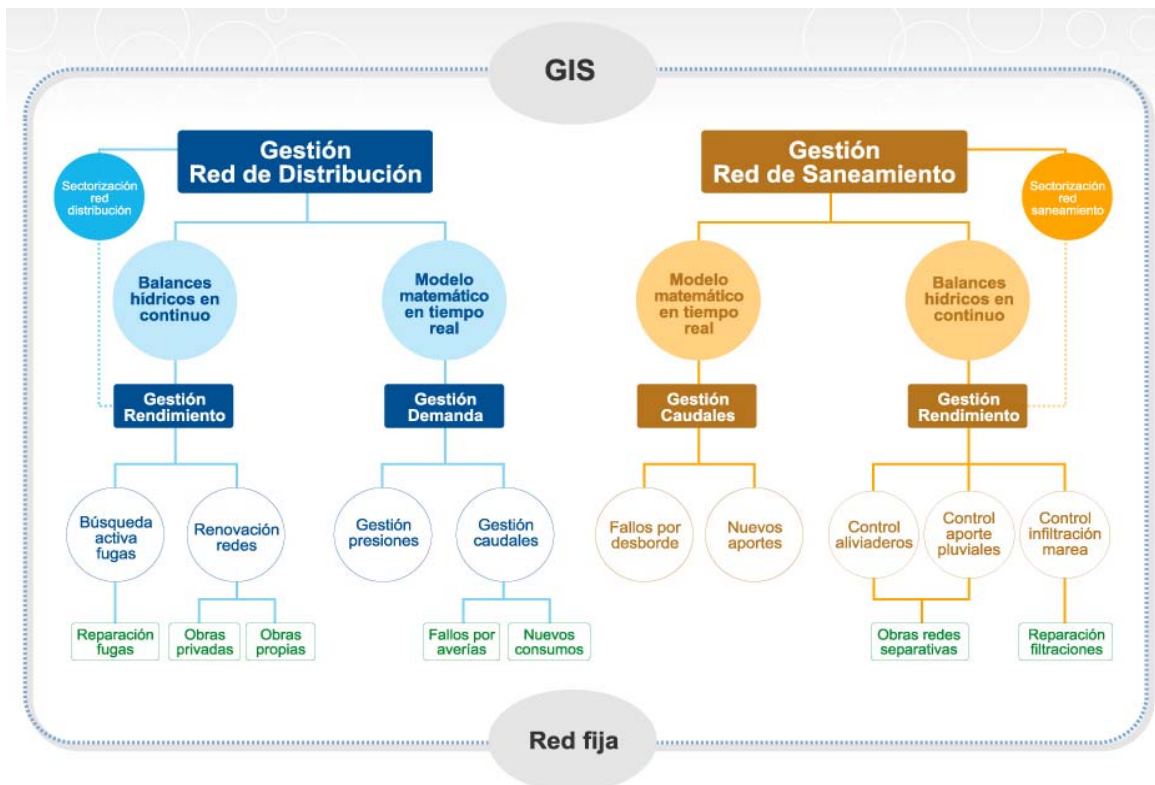 GIS
Gestión
Red de Distribución
Sectorización
red
distribución
Balances
hídricos en
continuo
Modelo
matemático
en tiempo
real
Gestión
Rendimiento
Gestión
Demanda
Búsqueda
activa
fugas
Renovación
redes
Gestión
presiones
Gestión
caudales
Reparación
fugas
Obras
privadas
Obras
propias
Fallos por
averías
Nuevos
consumos
Gestión
Red de Saneamiento
Sectorización
red
saneamiento
Modelo
matemático
en tiempo
real
Balances
hídricos en
continuo
Gestión
Caudales
Gestión
Rendimiento
Fallos por
desborde
Nuevos
aportes
Control
aliviaderos
Control
aporte
pluviales
Control
infiltración
marea
Obras redes
separativas
Reparación
filtraciones
Red fija